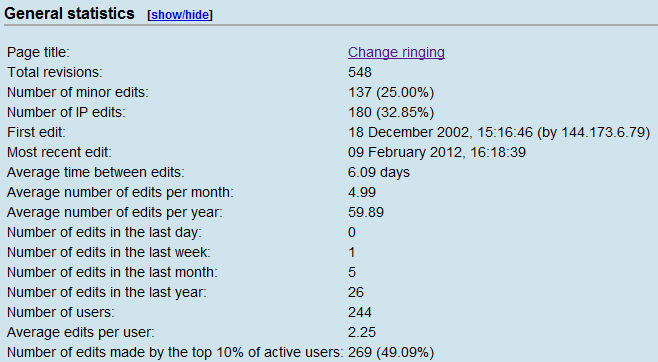 General statistics [show/hide]
Page title: Change ringing
Total revisions: 548
Number of minor edits: 137 (25.00%)
Number of IP edits: 180 (32.85%)
First edit: 18 December 2002, 15:16:46 (by 144.173.6.79)
Most recent edit: 09 February 2012, 16:18:39
Average time between edits: 6.09 days
Average number of edits per month: 4.99
Average number of edits per year: 59.89
Number of edits in the last day: 0
Number of edits in the last week: 1
Number of edits in the last month: 5
Number of edits in the last year: 26
Number of users: 244
Average edits per user: 2.25
Number of edits made by the top 10% of active users: 269 (49.09%)